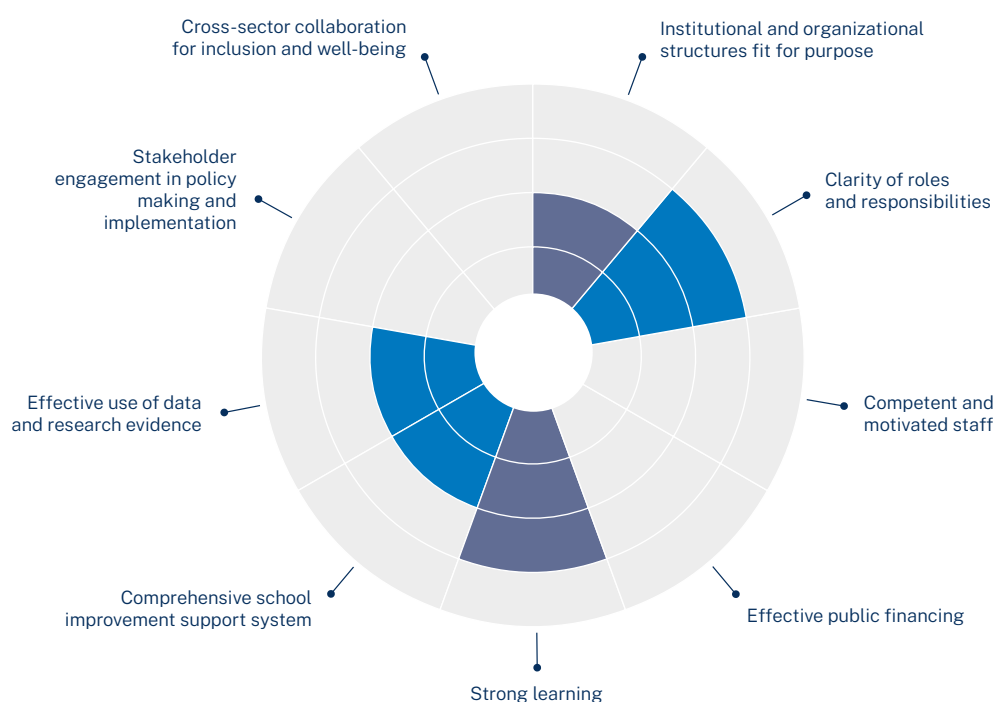 Cross-sector collaboration
for inclusion and well-being
Institutional and organizational
structures fit for purpose
Stakeholder
engagement in policy
making and
implementation
Clarity of roles
and responsibilities
Effective use of data
and research evidence
Competent and
motivated staff
Comprehensive school
improvement support system
Effective public financing
Strong learning